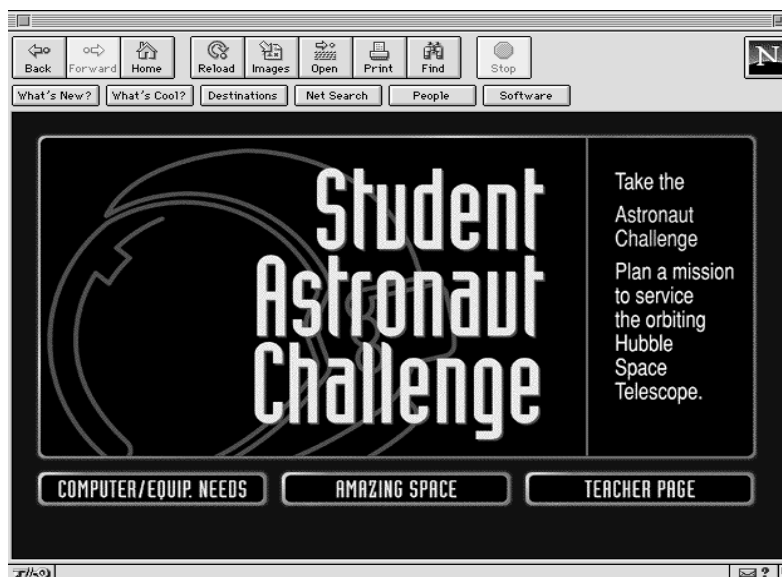 Back Forward Home Reload Images Open Print Find Stop
N
What's New? What's Cool? Destinations Net Search People Software
Student
Astronaut
Challenge
Take the
Astronaut
Challenge
Plan a mission
to service
the orbiting
Hubble
Space
Telescope.
COMPUTER/EQUIP. NEEDS AMAZING SPACE TEACHER PAGE
?